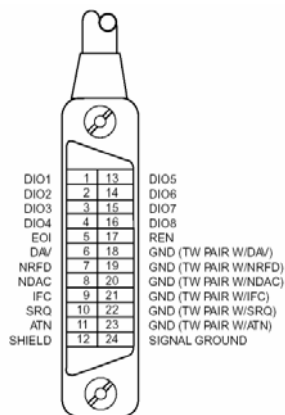 DIO1 1 13 DIO5
DIO2 2 14 DIO6
DIO3 3 15 DIO7
DIO4 4 16 DIO8
EOI 5 17 REN
DAV 6 18 GND (TW PAIR W/DAV)
NRFD 7 19 GND (TW PAIR W/NRFD)
NDAC 8 20 GND (TW PAIR W/NDAC)
IFC 9 21 GND (TW PAIR W/IFC)
SRQ 10 22 GND (TW PAIR W/SRQ)
ATN 11 23 GND (TW PAIR W/ATN)
SHIELD 12 24 SIGNAL GROUND